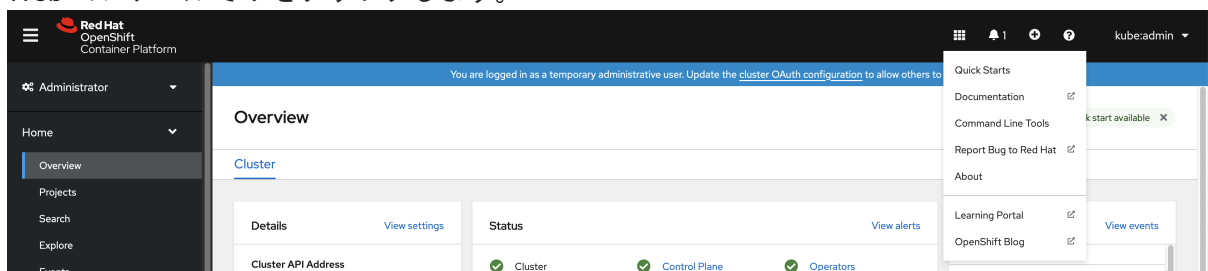 Red Hat
OpenShift
Container Platform
1
kube:admin
You are logged in as a temporary administrative user. Update the cluster OAuth configuration to allow others to
Administrator
Home
Overview
Projects
Search
Explore
Overview
k start available
Cluster
Details
View settings
Cluster API Address
Status
View alerts
Cluster
Control Plane
Operators
View events
Quick Starts
Documentation
Command Line Tools
Report Bug to Red Hat
About
Learning Portal
OpenShift Blog